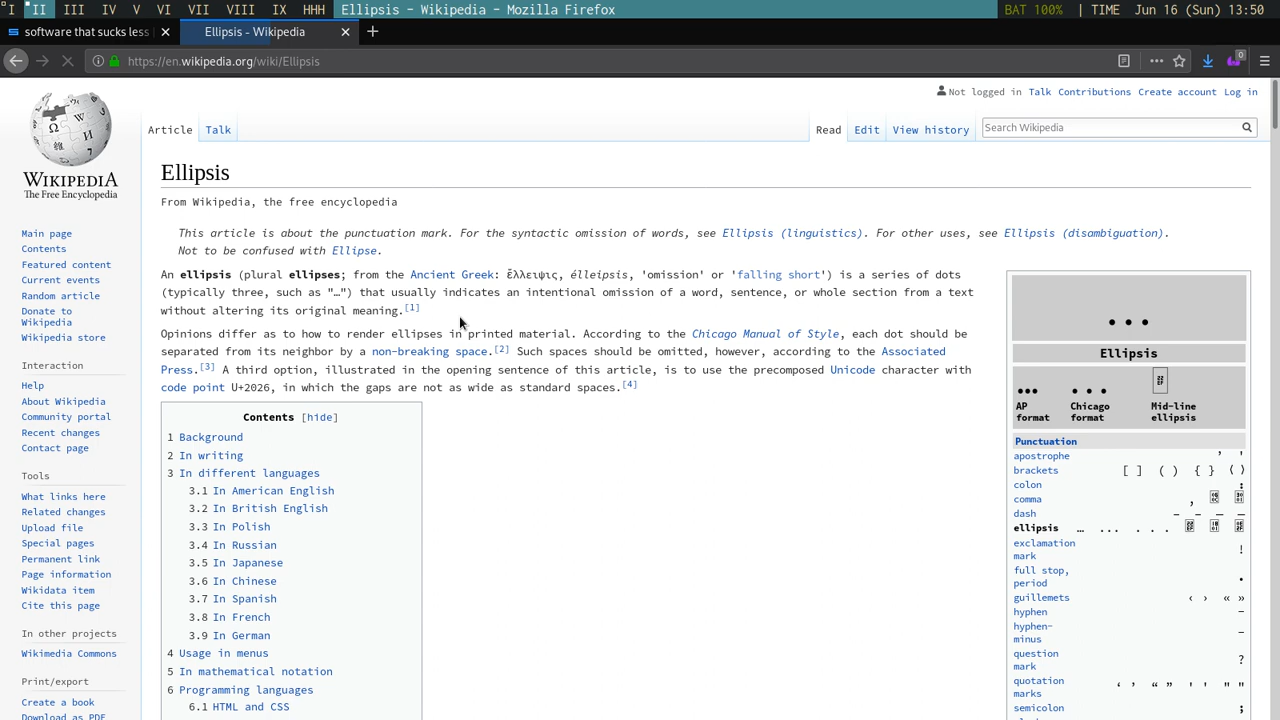 I II III IV V VI VII VIII IX HHH Ellipsis - Wikipedia - Mozilla Firefox BAT 100% | TIME Jun 16 (Sun) 13:50
software that sucks less | Ellipsis - Wikipedia
https://en.wikipedia.org/wiki/Ellipsis 0
Not logged in Talk Contributions Create account Log in
Article Talk Read Edit View history Search Wikipedia
WIKIPEDIA
The Free Encyclopedia
Main page
Contents
Featured content
Current events
Random article
Donate to
Wikipedia
Wikipedia store
Interaction
Help
About Wikipedia
Community portal
Recent changes
Contact page
Tools
What links here
Related changes
Upload file
Special pages
Permanent link
Page information
Wikidata item
Cite this page
In other projects
Wikimedia Commons
Print/export
Create a book
Download as PDF
Ellipsis
From Wikipedia, the free encyclopedia
This article is about the punctuation mark. For the syntactic omission of words, see Ellipsis (linguistics). For other uses, see Ellipsis (disambiguation).
Not to be confused with Ellipse.
An ellipsis (plural ellipses; from the Ancient Greek: ἔλλειψις, élleipsis, 'omission' or 'falling short') is a series of dots
(typically three, such as "…") that usually indicates an intentional omission of a word, sentence, or whole section from a text
without altering its original meaning.[1]
Opinions differ as to how to render ellipses in printed material. According to the Chicago Manual of Style, each dot should be
separated from its neighbor by a non-breaking space.[2] Such spaces should be omitted, however, according to the Associated
Press.[3] A third option, illustrated in the opening sentence of this article, is to use the precomposed Unicode character with
code point U+2026, in which the gaps are not as wide as standard spaces.[4]
Contents [hide]
1 Background
2 In writing
3 In different languages
3.1 In American English
3.2 In British English
3.3 In Polish
3.4 In Russian
3.5 In Japanese
3.6 In Chinese
3.7 In Spanish
3.8 In French
3.9 In German
4 Usage in menus
5 In mathematical notation
6 Programming languages
6.1 HTML and CSS
...
Ellipsis
... . . .
AP format Chicago format Mid-line ellipsis
Punctuation
apostrophe ’ '
brackets [ ] ( ) { } ⟨ ⟩
colon :
comma ,
dash ‒ – — ―
ellipsis … ... . . .
exclamation mark !
full stop, period .
guillemets ‹ › « »
hyphen ‐
hyphen-minus -
question mark ?
quotation marks ‘ ’ “ ” ' ' " "
semicolon ;